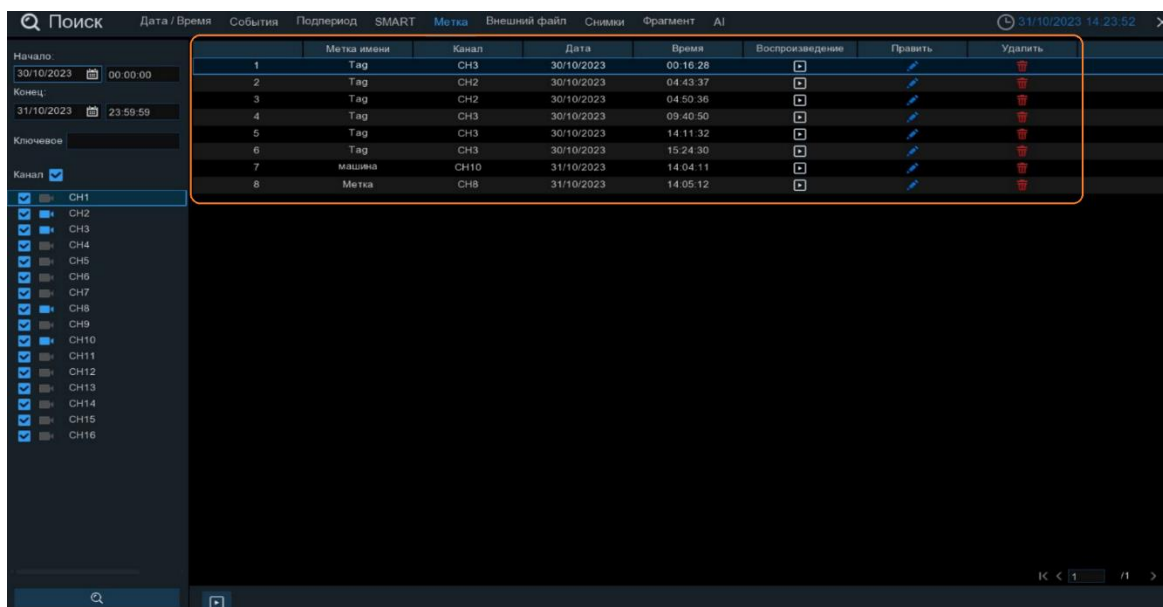 Поиск Дата / Время События Подпериод SMART Метка Внешний файл Снимки Фрагмент AI 31/10/2023 14:23:52
Начало:
30/10/2023 00:00:00
Конец:
31/10/2023 23:59:59
Ключевое
Канал
CH1
CH2
CH3
CH4
CH5
CH6
CH7
CH8
CH9
CH10
CH11
CH12
CH13
CH14
CH15
CH16
Метка имени Канал Дата Время Воспроизведение Править Удалить
1 Tag CH3 30/10/2023 00:16:28
2 Tag CH2 30/10/2023 04:43:37
3 Tag CH2 30/10/2023 04:50:36
4 Tag CH3 30/10/2023 09:40:50
5 Tag CH3 30/10/2023 14:11:32
6 Tag CH3 30/10/2023 15:24:30
7 машина CH10 31/10/2023 14:04:11
8 Метка CH8 31/10/2023 14:05:12
1 /1